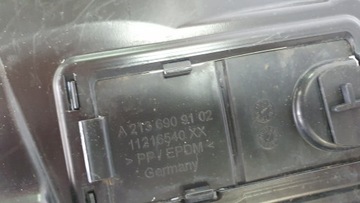 A 213 690 91 02
11216540 XX
> PP / EPDM <
Germany